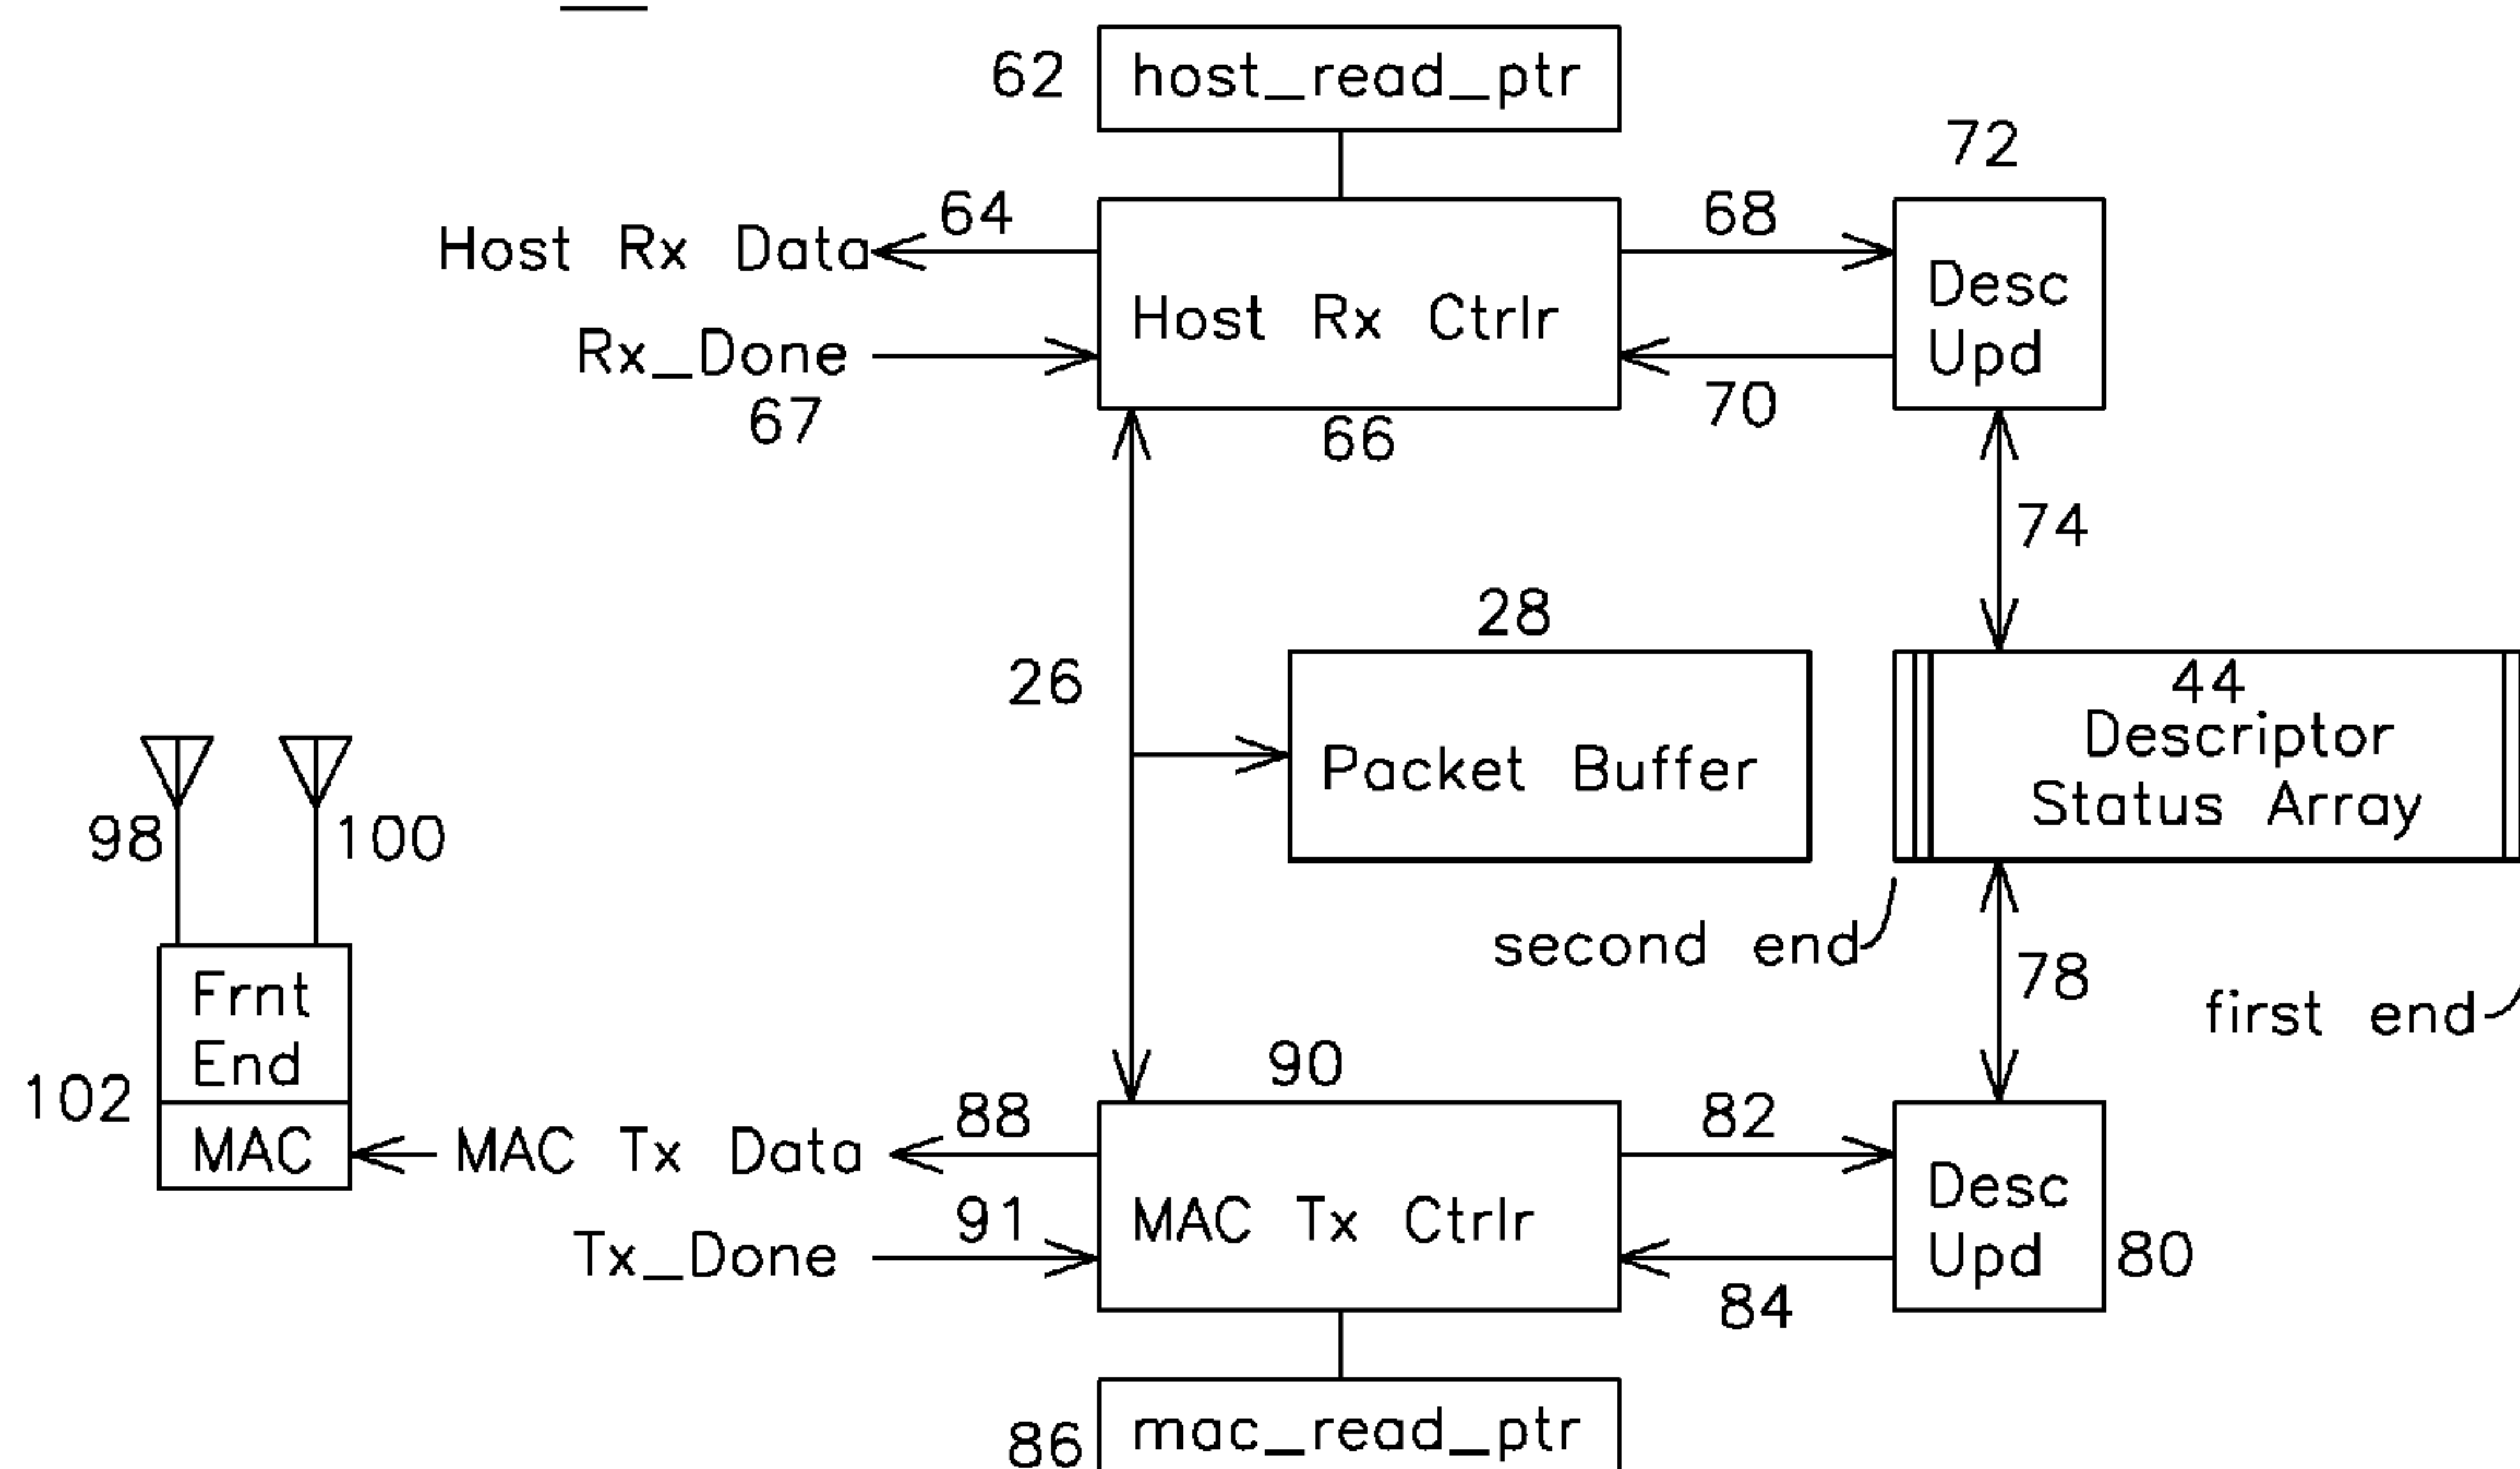 62
host_read_ptr
72
64
68
Host Rx Data
Desc
Upd
Host Rx Ctrlr
Rx_Done
67
66
70
74
28
26
44
Packet Buffer
Descriptor
Status Array
98
100
second end
78
first end
Frnt
End
90
102
88
82
MAC
MAC Tx Data
Desc
Upd
91
MAC Tx Ctrlr
Tx_Done
80
84
86
mac_read_ptr